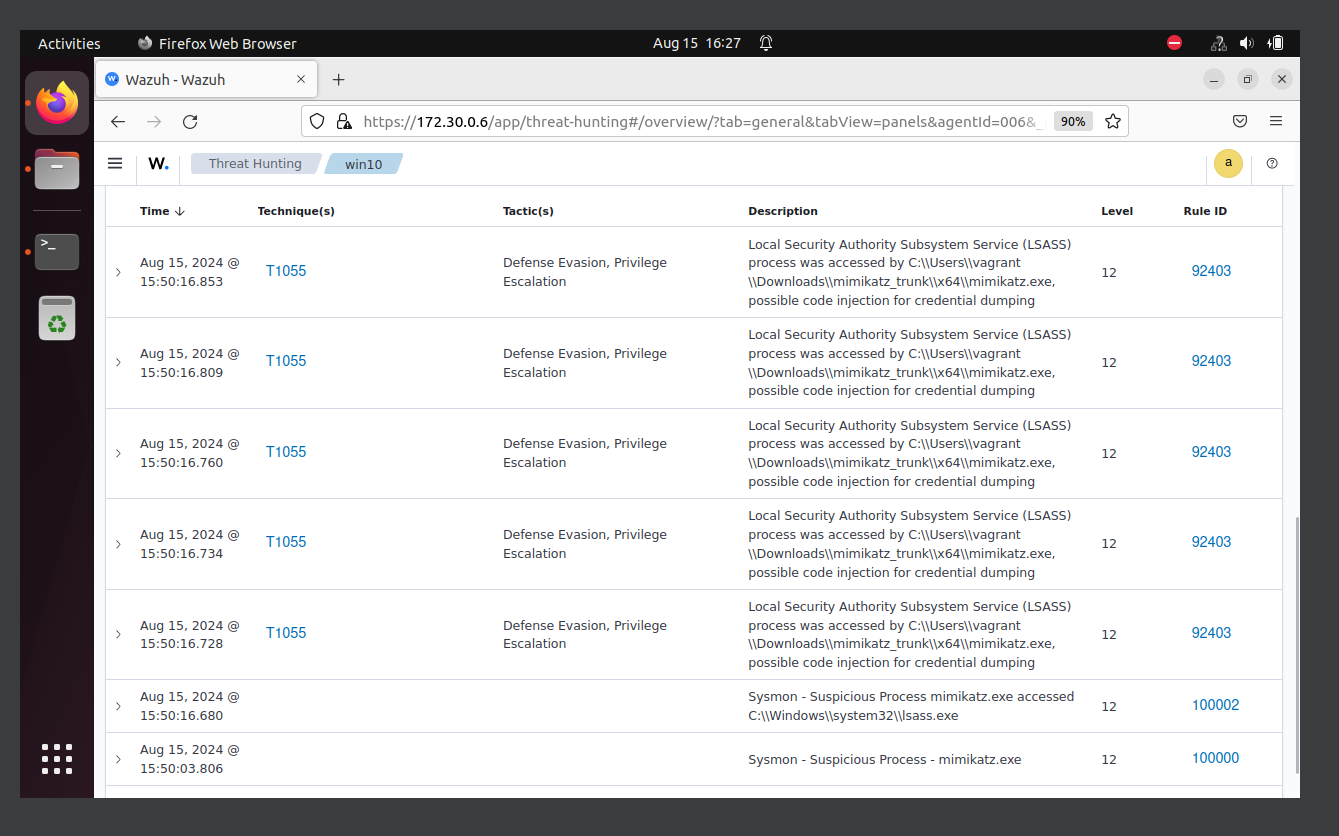 Activities
Firefox Web Browser
Aug 15 16:27
Wazuh - Wazuh
https://172.30.0.6/app/threat-hunting#/overview/?tab=general&tabView=panels&agentId=006&_
90%
W.
Threat Hunting
win10
a
Time
Technique(s)
Tactic(s)
Description
Level
Rule ID
Aug 15, 2024 @
15:50:16.853
T1055
Defense Evasion, Privilege
Escalation
Local Security Authority Subsystem Service (LSASS)
process was accessed by C:\\Users\\vagrant
\\Downloads\\mimikatz_trunk\\x64\\mimikatz.exe,
possible code injection for credential dumping
12
92403
Aug 15, 2024 @
15:50:16.809
T1055
Defense Evasion, Privilege
Escalation
Local Security Authority Subsystem Service (LSASS)
process was accessed by C:\\Users\\vagrant
\\Downloads\\mimikatz_trunk\\x64\\mimikatz.exe,
possible code injection for credential dumping
12
92403
Aug 15, 2024 @
15:50:16.760
T1055
Defense Evasion, Privilege
Escalation
Local Security Authority Subsystem Service (LSASS)
process was accessed by C:\\Users\\vagrant
\\Downloads\\mimikatz_trunk\\x64\\mimikatz.exe,
possible code injection for credential dumping
12
92403
Aug 15, 2024 @
15:50:16.734
T1055
Defense Evasion, Privilege
Escalation
Local Security Authority Subsystem Service (LSASS)
process was accessed by C:\\Users\\vagrant
\\Downloads\\mimikatz_trunk\\x64\\mimikatz.exe,
possible code injection for credential dumping
12
92403
Aug 15, 2024 @
15:50:16.728
T1055
Defense Evasion, Privilege
Escalation
Local Security Authority Subsystem Service (LSASS)
process was accessed by C:\\Users\\vagrant
\\Downloads\\mimikatz_trunk\\x64\\mimikatz.exe,
possible code injection for credential dumping
12
92403
Aug 15, 2024 @
15:50:16.680
Sysmon - Suspicious Process mimikatz.exe accessed
C:\\Windows\\system32\\lsass.exe
12
100002
Aug 15, 2024 @
15:50:03.806
Sysmon - Suspicious Process - mimikatz.exe
12
100000